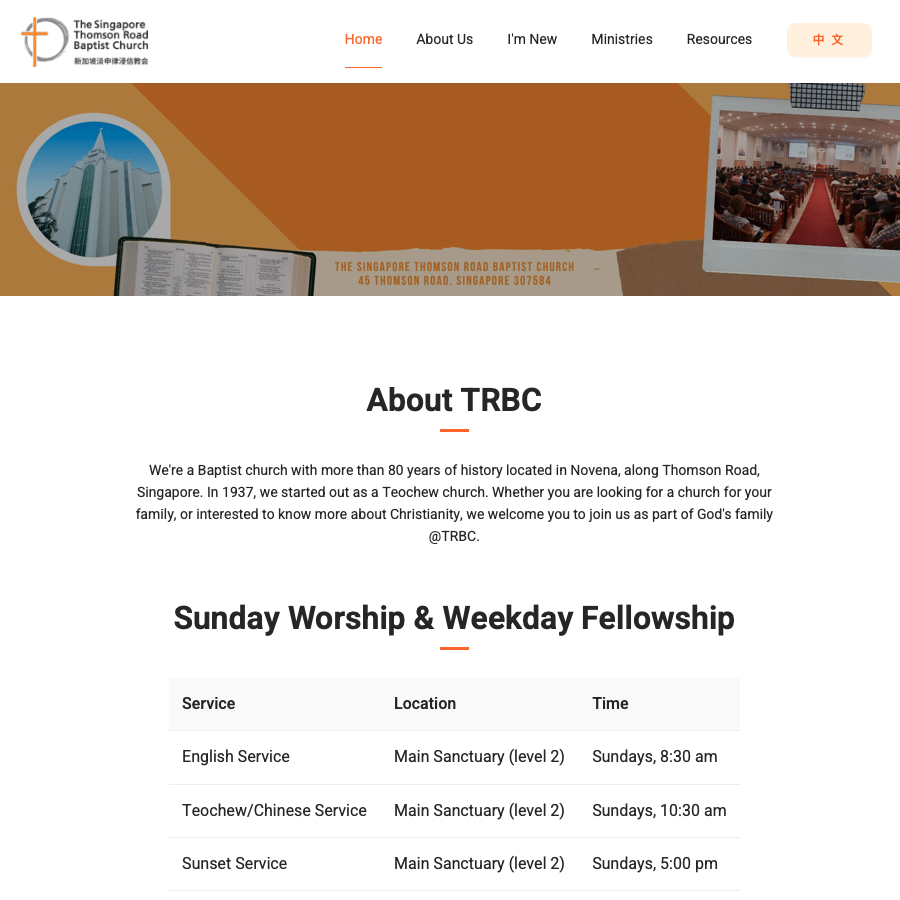 The Singapore
Thomson Road
Baptist Church
新加坡淡申律浸信教会
Home
About Us
I'm New
Ministries
Resources
中 文
THE SINGAPORE THOMSON ROAD BAPTIST CHURCH –
45 THOMSON ROAD, SINGAPORE 307584
About TRBC
We're a Baptist church with more than 80 years of history located in Novena, along Thomson Road,
Singapore. In 1937, we started out as a Teochew church. Whether you are looking for a church for your
family, or interested to know more about Christianity, we welcome you to join us as part of God's family
@TRBC.
Sunday Worship & Weekday Fellowship
Service Location Time
English Service Main Sanctuary (level 2) Sundays, 8:30 am
Teochew/Chinese Service Main Sanctuary (level 2) Sundays, 10:30 am
Sunset Service Main Sanctuary (level 2) Sundays, 5:00 pm